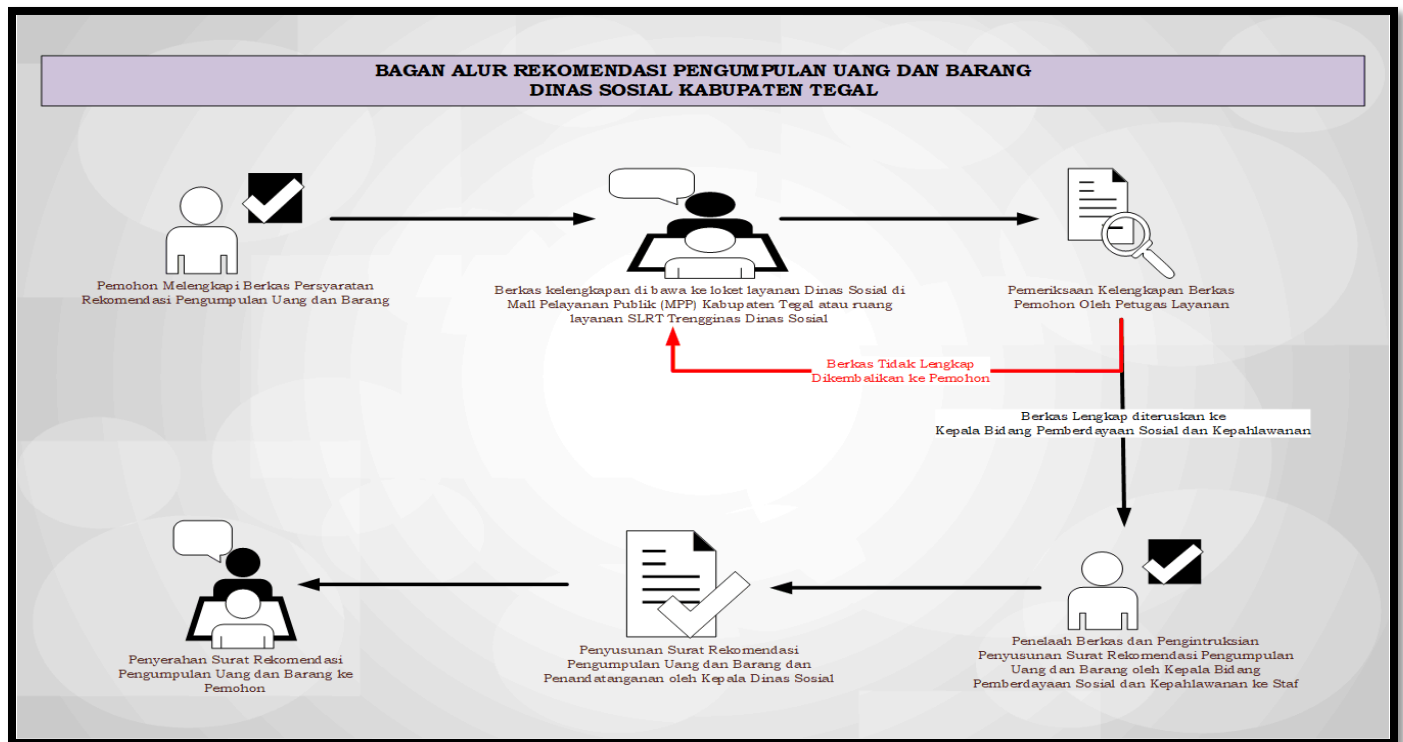 BAGAN ALUR REKOMENDASI PENGUMPULAN UANG DAN BARANG
DINAS SOSIAL KABUPATEN TEGAL
Pemohon Melengkapi Berkas Persyaratan
Rekomendasi Pengumpulan Uang dan Barang
Berkas kelengkapan di bawa ke loket layanan Dinas Sosial di
Mall Pelayanan Publik (MPP) Kabupaten Tegal atau ruang
layanan SLRT Trengginas Dinas Sosial
Pemeriksaan Kelengkapan Berkas
Pemohon Oleh Petugas Layanan
Berkas Tidak Lengkap
Dikembalikan ke Pemohon
Berkas Lengkap diteruskan ke
Kepala Bidang Pemberdayaan Sosial dan Kepahlawanan
Penelaah Berkas dan Pengintruksian
Penyusunan Surat Rekomendasi Pengumpulan
Uang dan Barang oleh Kepala Bidang
Pemberdayaan Sosial dan Kepahlawanan ke Staf
Penyusunan Surat Rekomendasi
Pengumpulan Uang dan Barang dan
Penandatanganan oleh Kepala Dinas Sosial
Penyerahan Surat Rekomendasi
Pengumpulan Uang dan Barang ke
Pemohon